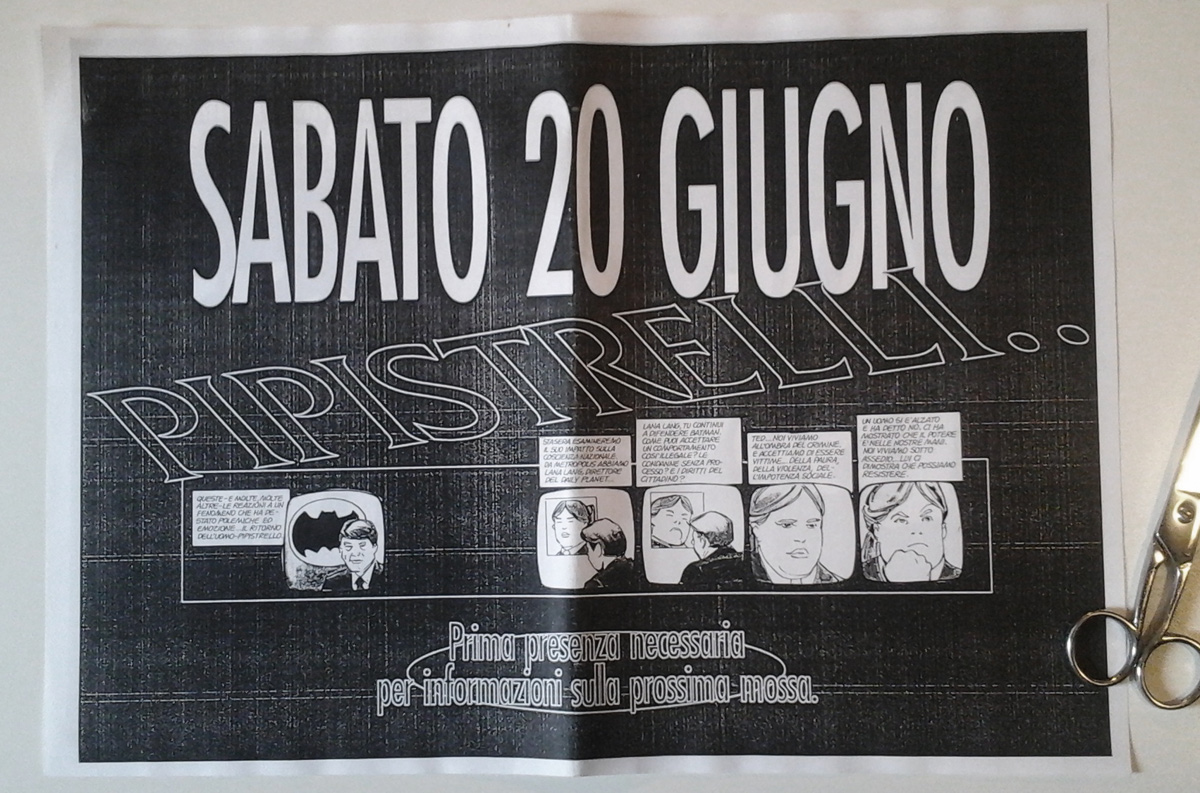 SABATO 20 GIUGNO
PIPISTRELLI..
QUESTE - E MOLTE, MOLTE
ALTRE - LE REAZIONI A UN
FENOMENO CHE HA DE-
STATO POLEMICHE ED
EMOZIONE... IL RITORNO
DELL'UOMO-PIPISTRELLO.
STASERA ESAMINEREMO
IL SUO IMPATTO SULLA
COSCIENZA NAZIONALE.
DA METROPOLIS ABBIAMO
LANA LANG, DIRETTORE
DEL DAILY PLANET...
LANA LANG, TU CONTINUI
A DIFENDERE BATMAN.
COME PUOI ACCETTARE
UN COMPORTAMENTO
COSÌ ILLEGALE? LE
CONDANNE SENZA PRO-
CESSO? E I DIRITTI DEL
CITTADINO?
TED... NOI VIVIAMO
ALL'OMBRA DEL CRIMINE,
E ACCETTIAMO DI ESSERE
VITTIME... DELLA PAURA,
DELLA VIOLENZA, DEL-
L'IMPOTENZA SOCIALE.
UN UOMO SI È ALZATO
E HA DETTO NO. CI HA
MOSTRATO CHE IL POTERE
È NELLE NOSTRE MANI.
NOI VIVIAMO SOTTO
ASSEDIO... LUI CI
DIMOSTRA CHE POSSIAMO
RESISTERE.
Prima presenza necessaria
per informazioni sulla prossima mossa.